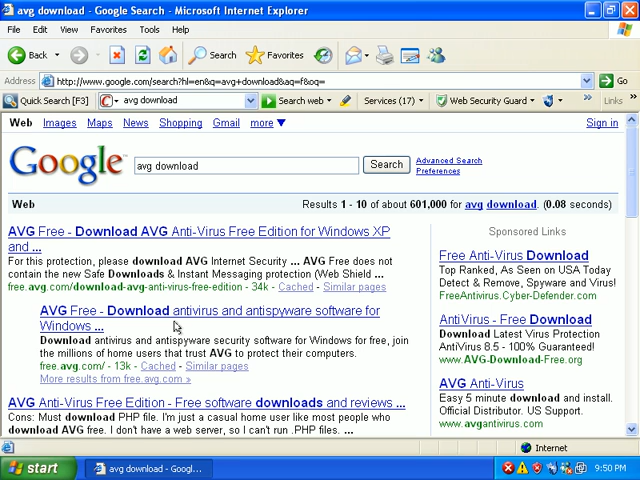 avg download - Google Search - Microsoft Internet Explorer
File Edit View Favorites Tools Help
Back Search Favorites
Address http://www.google.com/search?hl=en&q=avg+download&aq=f&oq= Go
Quick Search [F3] avg download Search web Services (17) Web Security Guard » Links »
Web Images Maps News Shopping Gmail more ▼ Sign in
Google avg download Search Advanced Search
Preferences
Web Results 1 - 10 of about 601,000 for avg download. (0.08 seconds)
AVG Free - Download AVG Anti-Virus Free Edition for Windows XP
and ...
For this protection, please download AVG Internet Security ... AVG Free does not
contain the new Safe Downloads & Instant Messaging protection (Web Shield ...
free.avg.com/download-avg-anti-virus-free-edition - 34k - Cached - Similar pages
AVG Free - Download antivirus and antispyware software for
Windows ...
Download antivirus and antispyware security software for Windows for free, join
the millions of home users that trust AVG to protect their computers.
free.avg.com/ - 13k - Cached - Similar pages
More results from free.avg.com »
AVG Anti-Virus Free Edition - Free software downloads and reviews ...
Cons: Must download PHP file. I'm just a casual home user like most people who
download AVG free. I don't have a web server, so I can't run .PHP files. ...
Sponsored Links
Free Anti-Virus Download
Top Ranked, As Seen on USA Today
Detect & Remove, Spyware and Virus!
FreeAntivirus.Cyber-Defender.com
AntiVirus - Free Download
Download Latest Virus Protection
AntiVirus 8.5 - 100% Guaranteed!
www.AVG-Download-Free.org
AVG Anti-Virus
Easy 5 minute download and install.
Official Distributor. US Support.
www.avgantivirus.com
Internet
start avg download - Googl... 9:50 PM